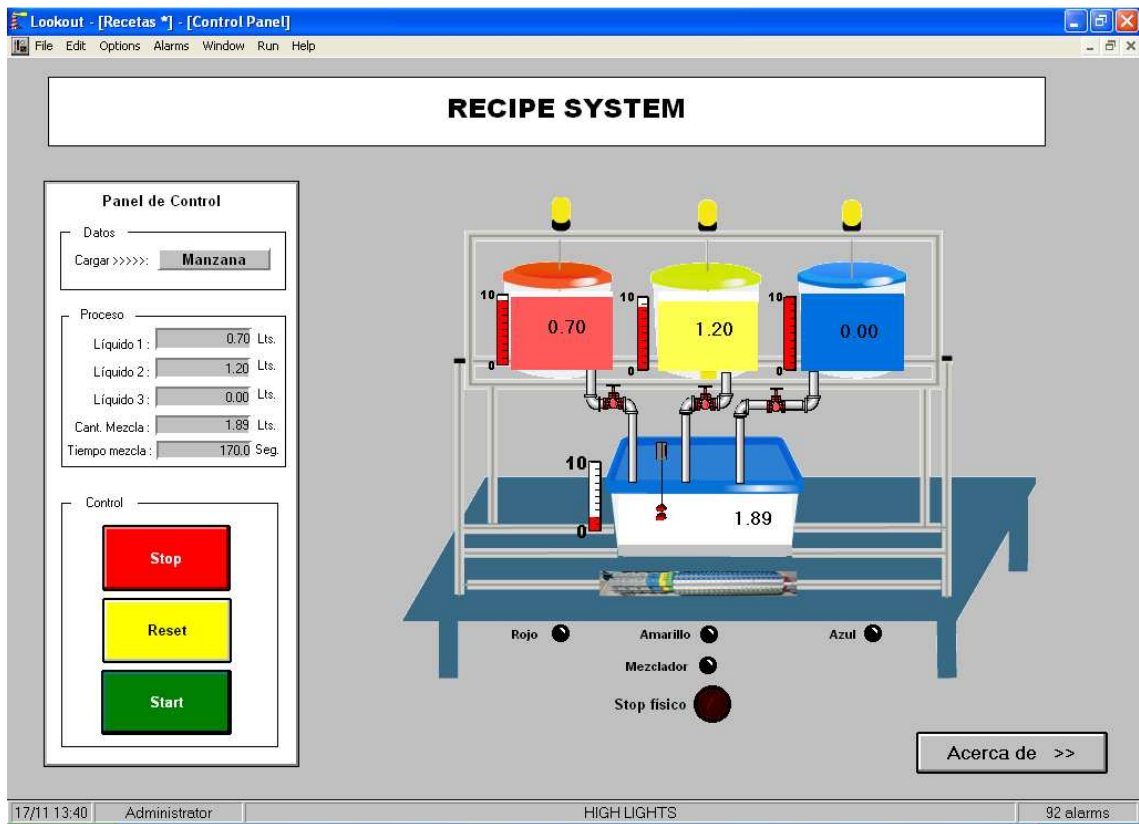 Lookout - [Recetas *] - [Control Panel]
File Edit Options Alarms Window Run Help
RECIPE SYSTEM
Panel de Control
Datos
Cargar >>>>>: Manzana
Proceso
Líquido 1 : 0.70 Lts.
Líquido 2 : 1.20 Lts.
Líquido 3 : 0.00 Lts.
Cant. Mezcla : 1.89 Lts.
Tiempo mezcla : 170.0 Seg.
Control
Stop
Reset
Start
10 10 10
0.70 1.20 0.00
0 0 0
10
1.89
0
Rojo Amarillo Azul
Mezclador
Stop físico
Acerca de >>
17/11 13:40 Administrator HIGH LIGHTS 92 alarms